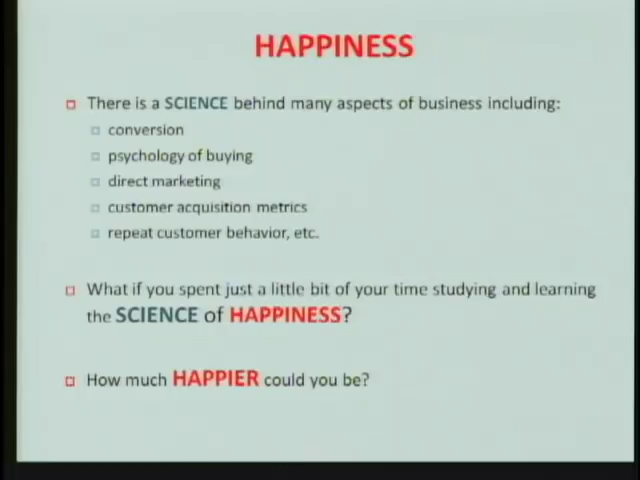 HAPPINESS
There is a SCIENCE behind many aspects of business including:
conversion
psychology of buying
direct marketing
customer acquisition metrics
repeat customer behavior, etc.
What if you spent just a little bit of your time studying and learning
the SCIENCE of HAPPINESS?
How much HAPPIER could you be?